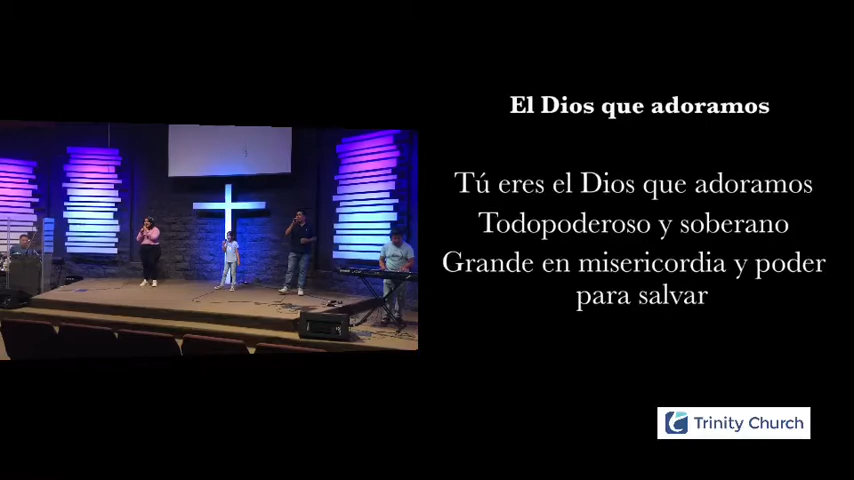 El Dios que adoramos
Tú eres el Dios que adoramos
Todopoderoso y soberano
Grande en misericordia y poder
para salvar
Trinity Church